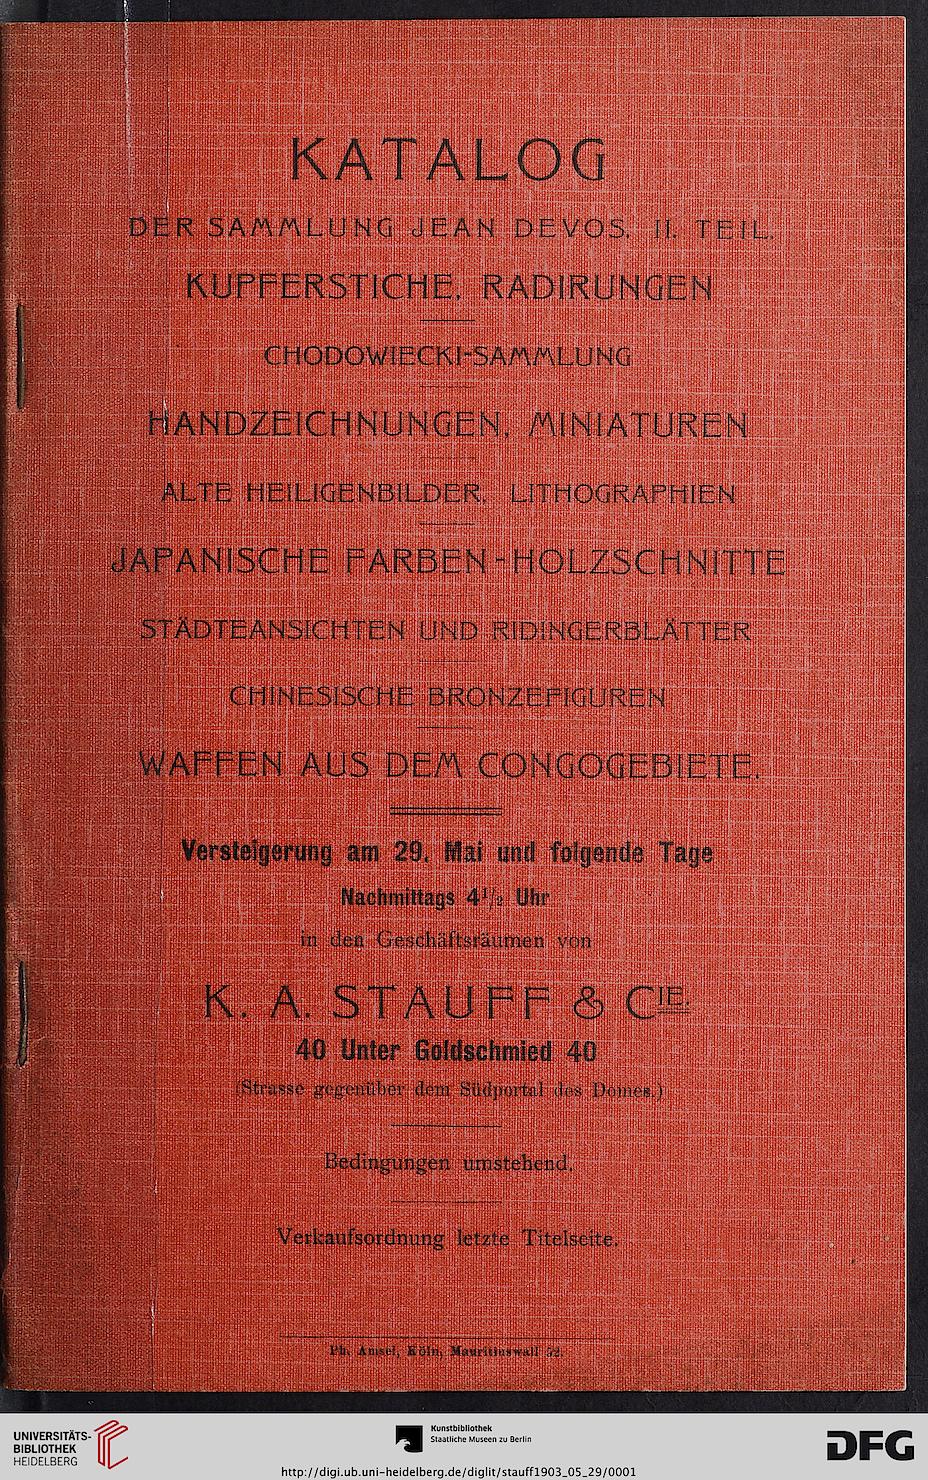 KATALOG
DER SAMMLUNG JEAN DEVOS. II. TEIL.
KUPFERSTICHE, RADIRUNGEN
CHODOWIECKI-SAMMLUNG
HANDZEICHNUNGEN, MINIATUREN
ALTE HEILIGENBILDER, LITHOGRAPHIEN
JAPANISCHE FARBEN-HOLZSCHNITTE
STÄDTEANSICHTEN UND RIDINGERBLÄTTER
CHINESISCHE BRONZEFIGUREN
WAFFEN AUS DEM CONGOGEBIETE.
Versteigerung am 29. Mai und folgende Tage
Nachmittags 4½ Uhr
in den Geschäftsräumen von
K. A. STAUFF & CIE.
40 Unter Goldschmied 40
(Strasse gegenüber dem Südportal des Domes.)
Bedingungen umstehend.
Verkaufsordnung letzte Titelseite.
Ph. Amsel, Köln, Mauritiuswall 52.
UNIVERSITÄTS-
BIBLIOTHEK
HEIDELBERG
Kunstbibliothek
Staatliche Museen zu Berlin
DFG
http://digi.ub.uni-heidelberg.de/diglit/stauff1903_05_29/0001